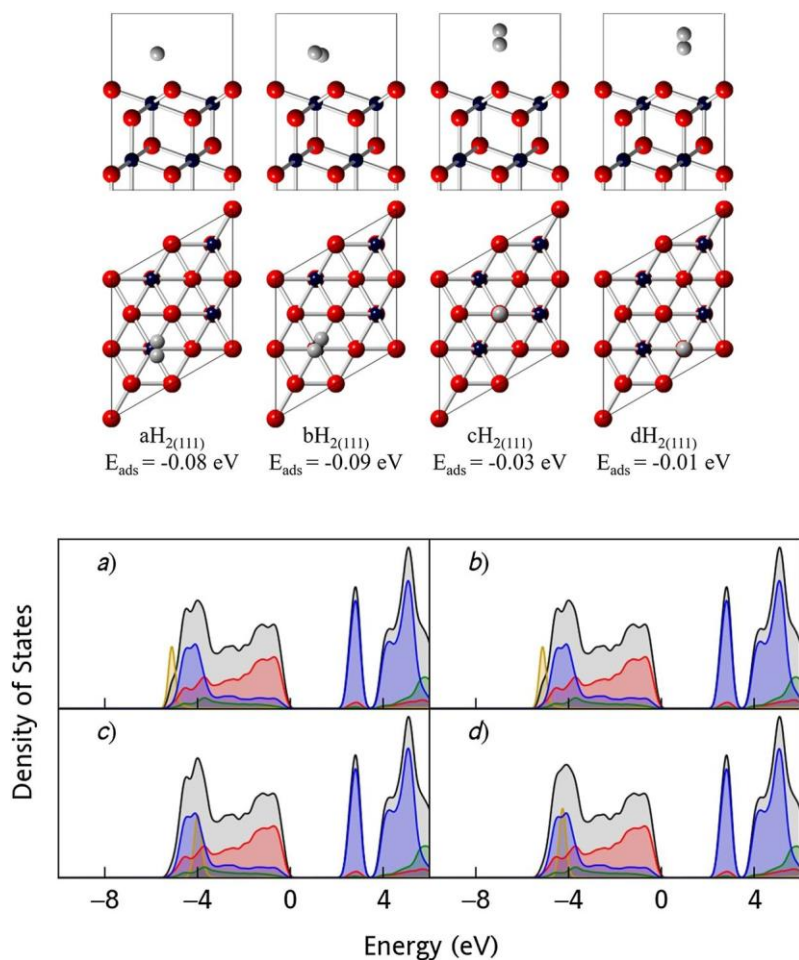 aH2(111) bH2(111) cH2(111) dH2(111)
Eads = -0.08 eV Eads = -0.09 eV Eads = -0.03 eV Eads = -0.01 eV
a) b)
c) d)
Density of States
−8 −4 0 4 −8 −4 0 4
Energy (eV)